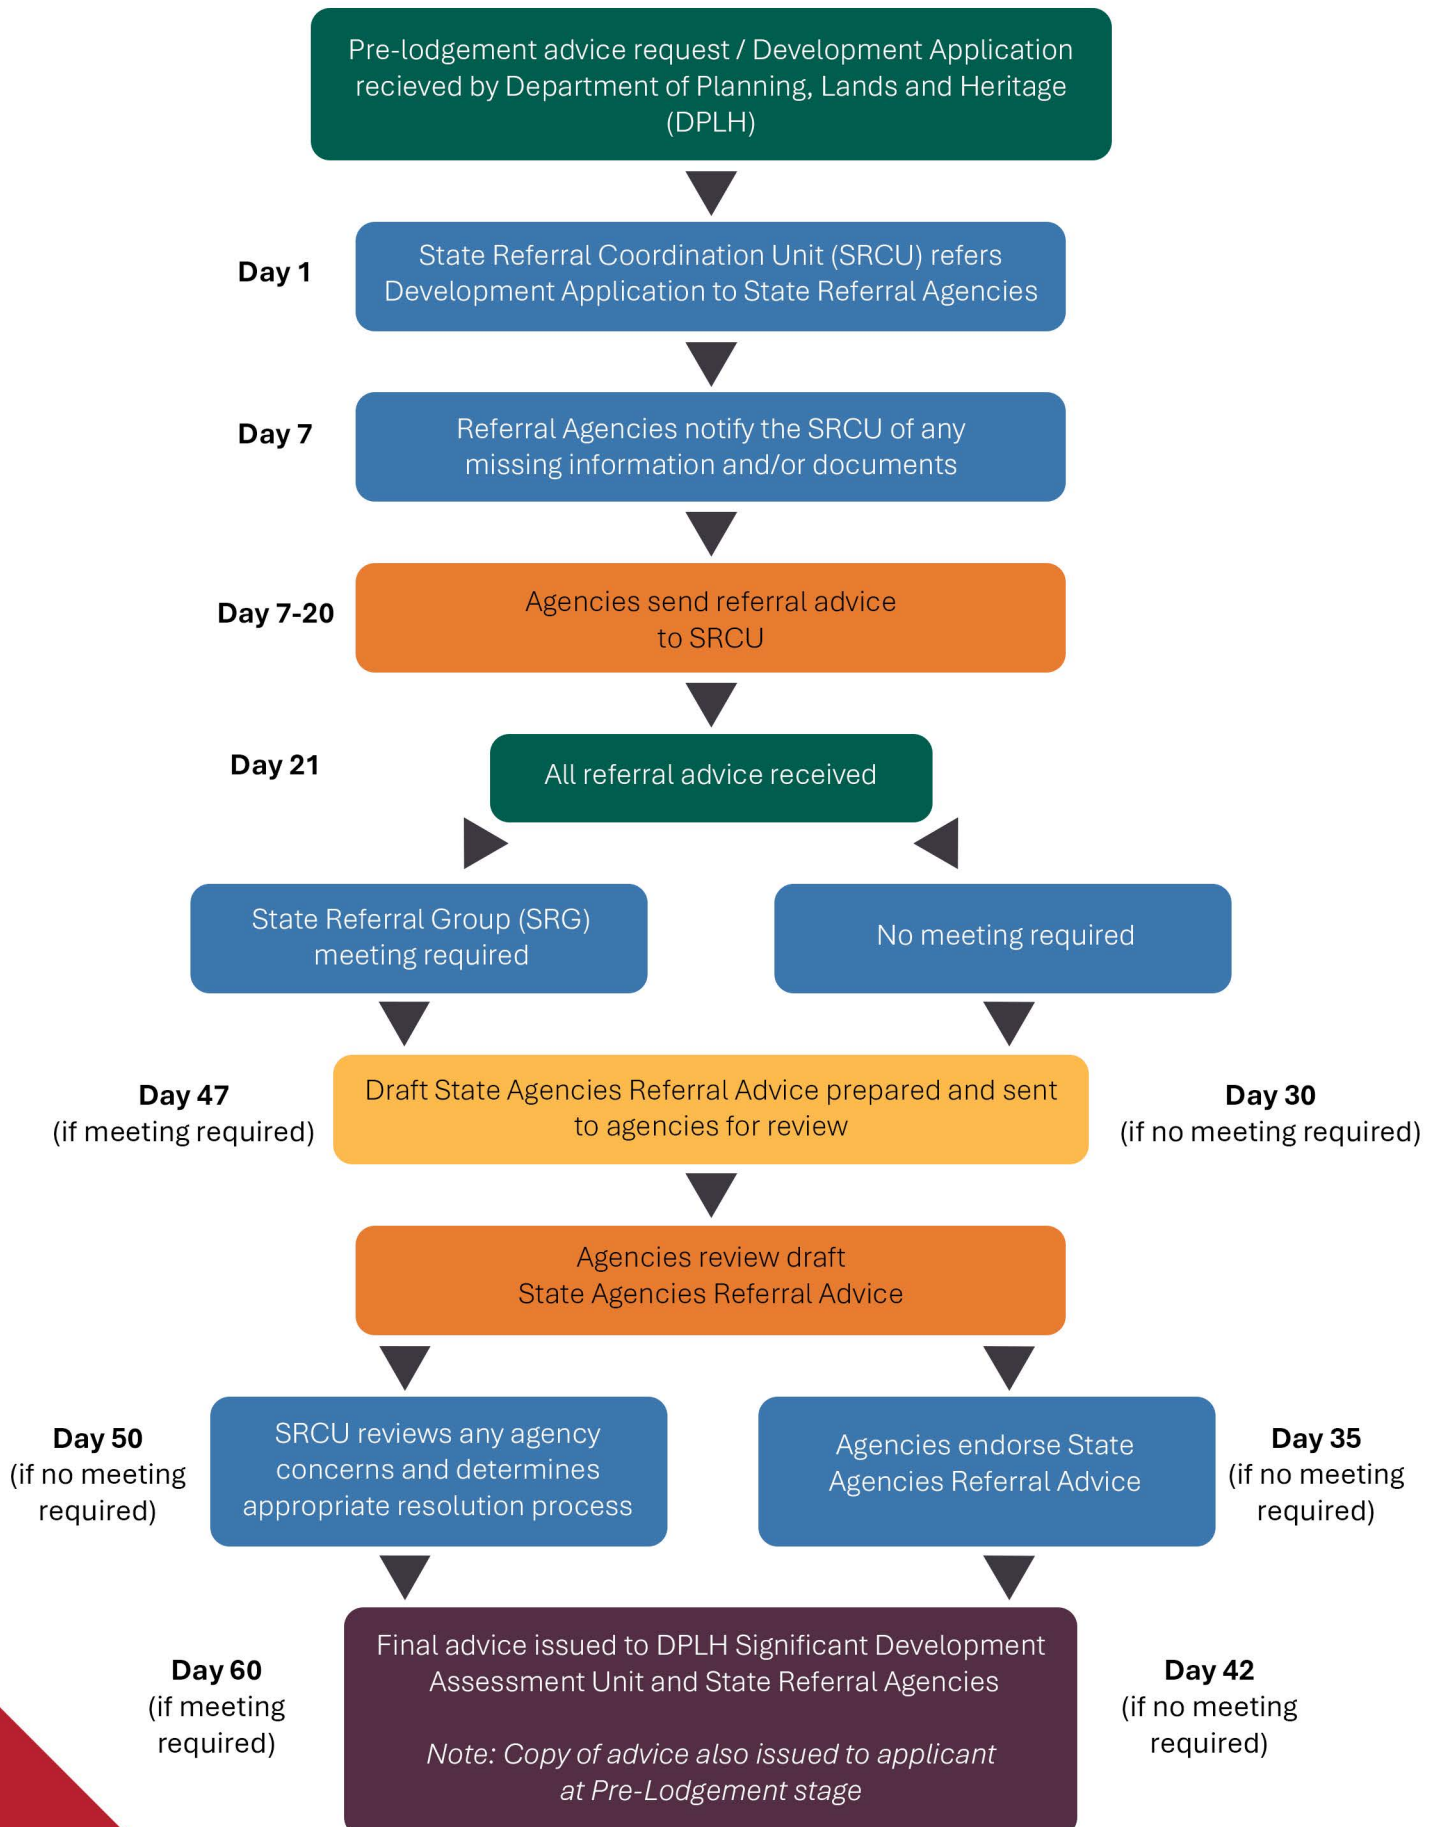 Pre-lodgement advice request / Development Application
recieved by Department of Planning, Lands and Heritage
(DPLH)
Day 1
State Referral Coordination Unit (SRCU) refers
Development Application to State Referral Agencies
Day 7
Referral Agencies notify the SRCU of any
missing information and/or documents
Day 7-20
Agencies send referral advice
to SRCU
Day 21
All referral advice received
State Referral Group (SRG)
meeting required
No meeting required
Day 47
(if meeting required)
Draft State Agencies Referral Advice prepared and sent
to agencies for review
Day 30
(if no meeting required)
Agencies review draft
State Agencies Referral Advice
Day 50
(if no meeting
required)
SRCU reviews any agency
concerns and determines
appropriate resolution process
Agencies endorse State
Agencies Referral Advice
Day 35
(if no meeting
required)
Day 60
(if meeting
required)
Final advice issued to DPLH Significant Development
Assessment Unit and State Referral Agencies
Note: Copy of advice also issued to applicant
at Pre-Lodgement stage
Day 42
(if no meeting
required)